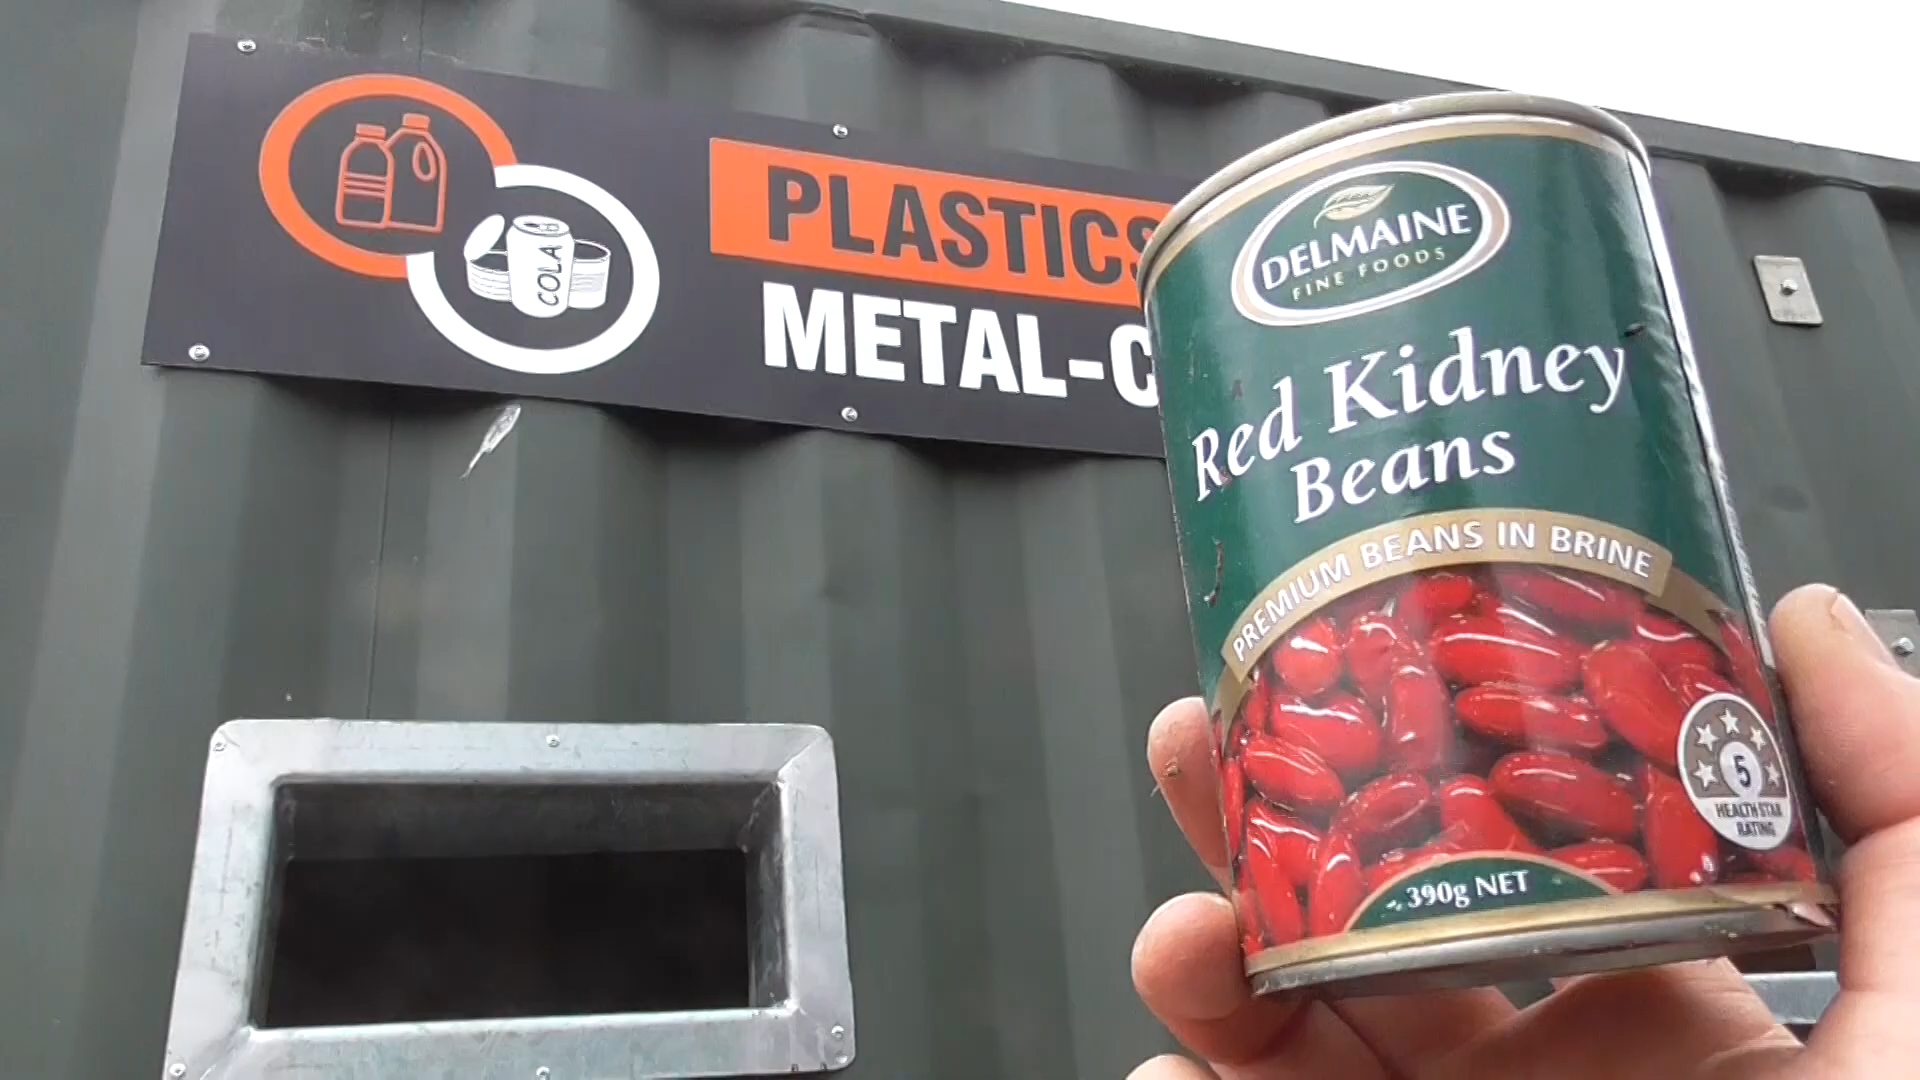 PLASTICS
METAL-C
COLA
DELMAINE
FINE FOODS
Red Kidney
Beans
PREMIUM BEANS IN BRINE
5
HEALTH STAR
RATING
390g NET